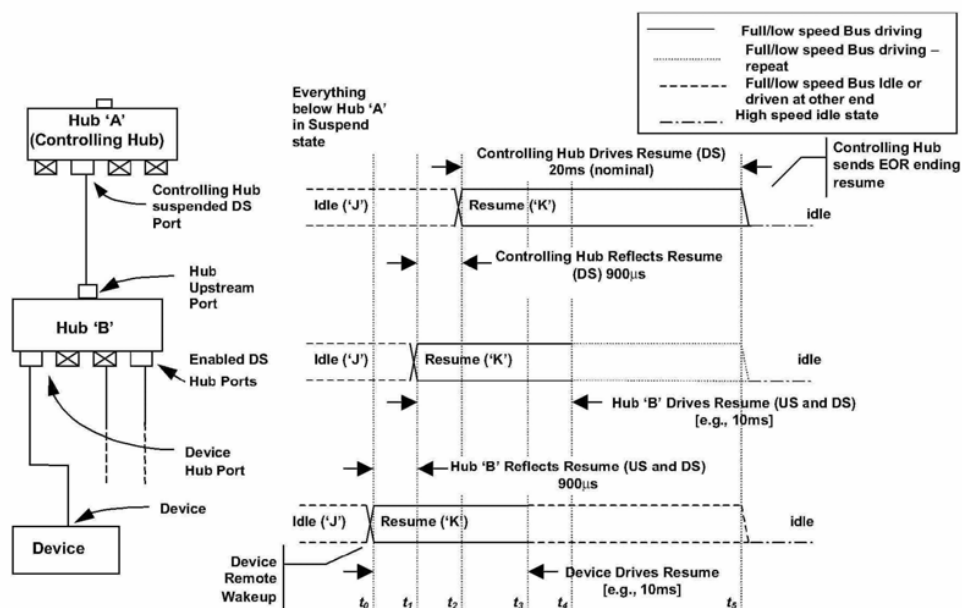 Full/low speed Bus driving
Full/low speed Bus driving –
repeat
Full/low speed Bus Idle or
driven at other end
High speed idle state
Everything
below Hub ‘A’
in Suspend
state
Hub ‘A’
(Controlling Hub)
Controlling Hub
suspended DS
Port
Hub
Upstream
Port
Hub ‘B’
Enabled DS
Hub Ports
Device
Hub Port
Device
Device
Controlling Hub Drives Resume (DS)
20ms (nominal)
Controlling Hub
sends EOR ending
resume
Idle (‘J’)
Resume (‘K’)
idle
Controlling Hub Reflects Resume
(DS) 900µs
Idle (‘J’)
Resume (‘K’)
idle
Hub ‘B’ Drives Resume (US and DS)
[e.g., 10ms]
Hub ‘B’ Reflects Resume (US and DS)
900µs
Idle (‘J’)
Resume (‘K’)
idle
Device
Remote
Wakeup
Device Drives Resume
[e.g., 10ms]
t0 t1 t2 t3 t4 t5